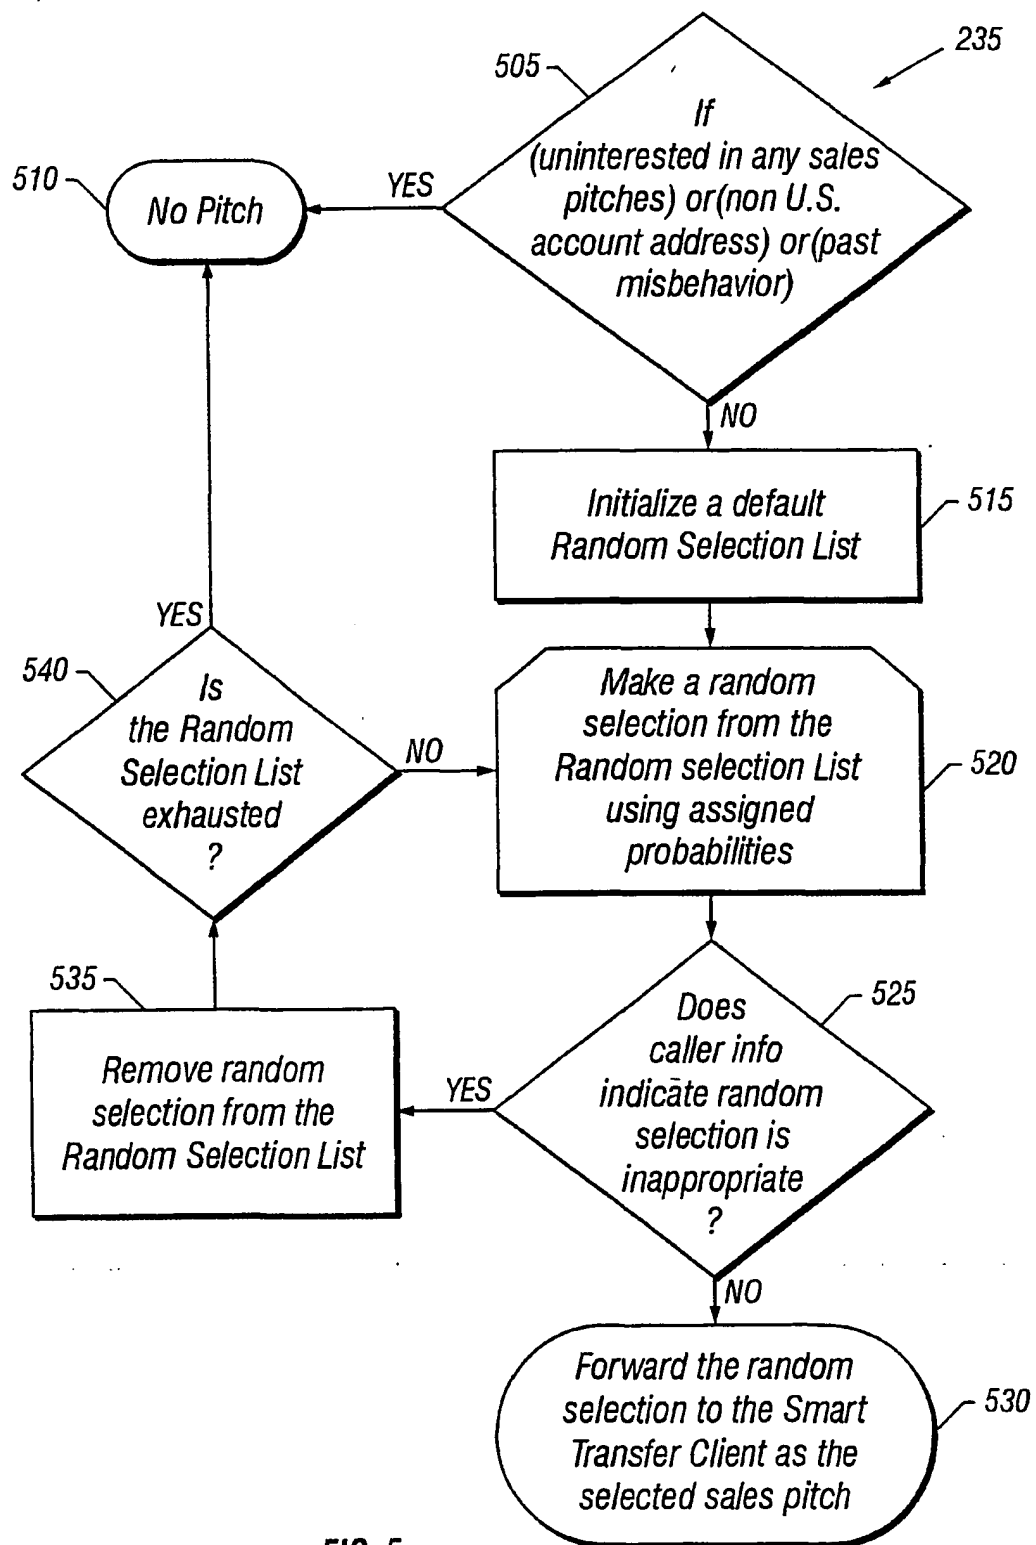 235
505
If
(uninterested in any sales
pitches) or(non U.S.
account address) or(past
misbehavior)
YES
510
No Pitch
NO
Initialize a default
Random Selection List
515
YES
540
Is
the Random
Selection List
exhausted
?
NO
Make a random
selection from the
Random selection List
using assigned
probabilities
520
535
Remove random
selection from the
Random Selection List
YES
Does
caller info
indicate random
selection is
inappropriate
?
525
NO
Forward the random
selection to the Smart
Transfer Client as the
selected sales pitch
530
FIG. 5